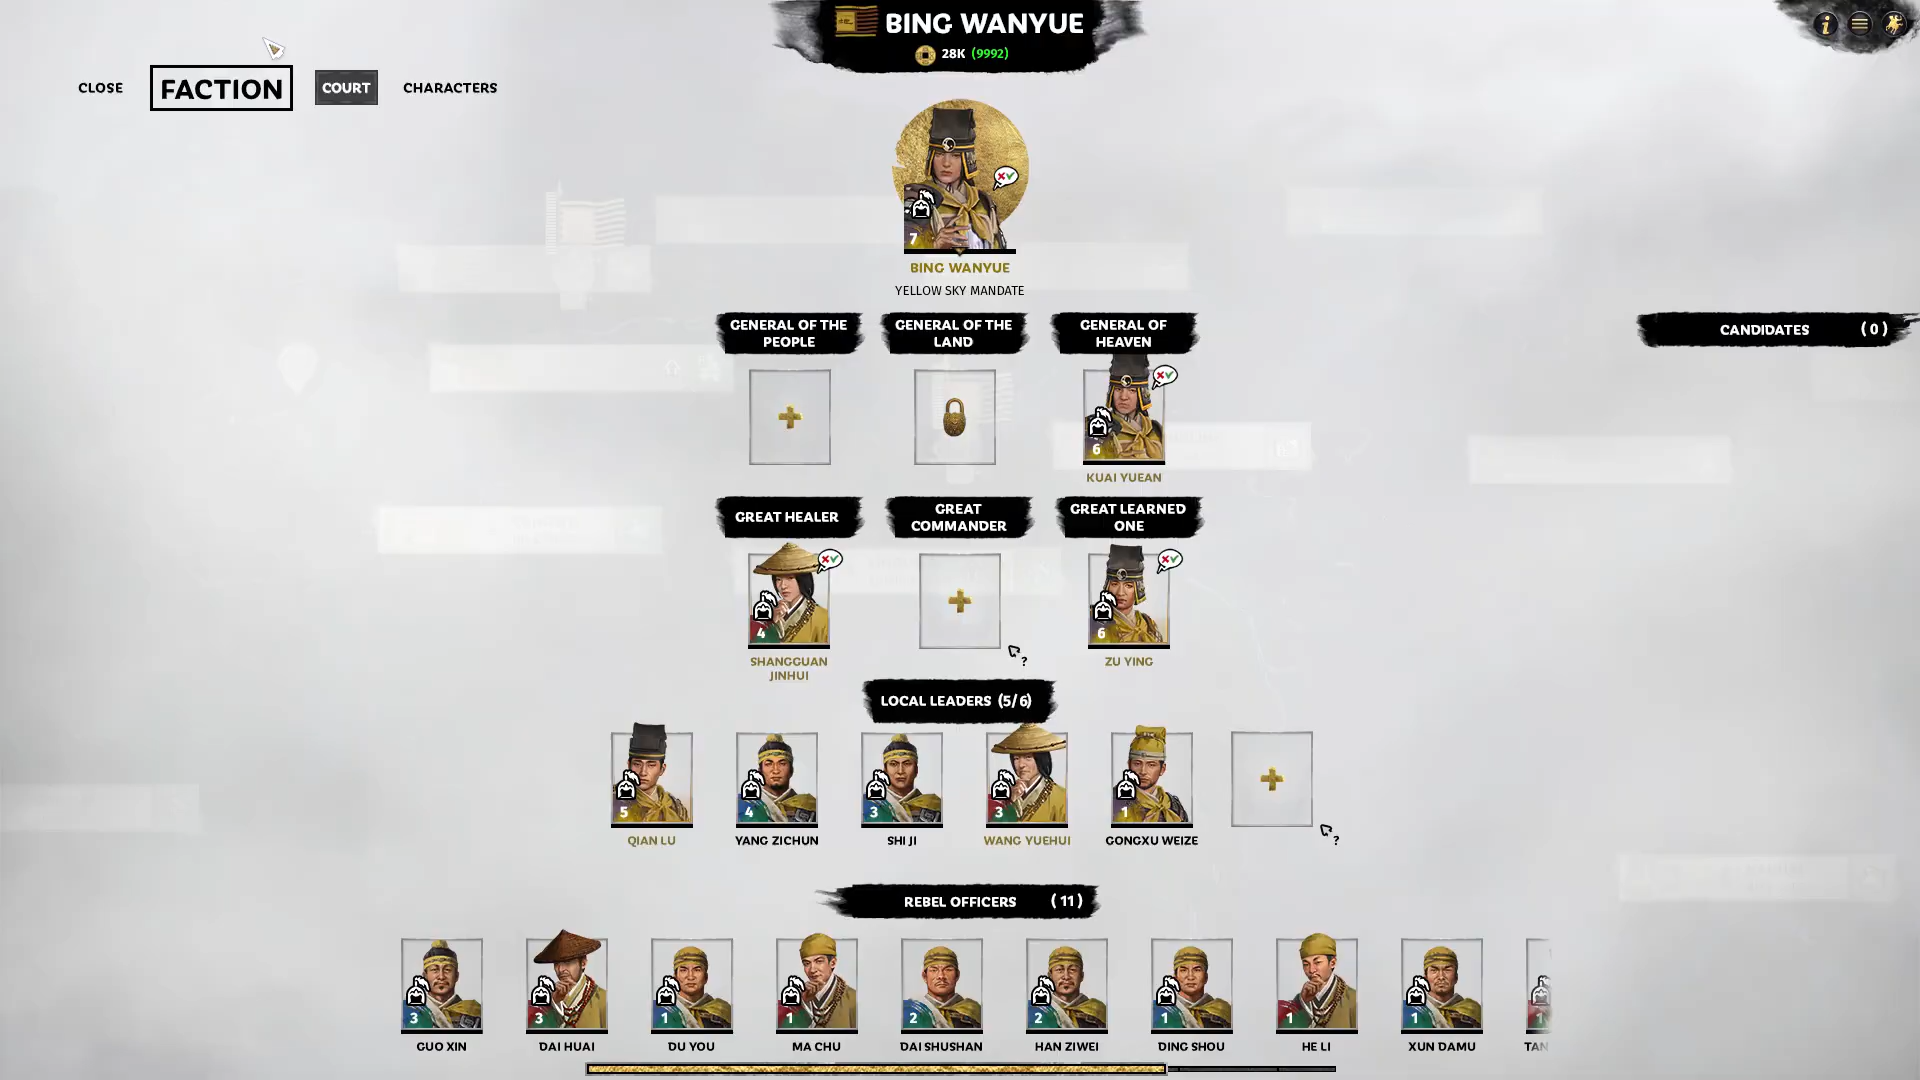 BING WANYUE
28K (9992)
CLOSE
FACTION
COURT
CHARACTERS
7
BING WANYUE
YELLOW SKY MANDATE
GENERAL OF THE
PEOPLE
GENERAL OF THE
LAND
GENERAL OF
HEAVEN
CANDIDATES (0)
6
KUAI YUEAN
GREAT HEALER
GREAT
COMMANDER
GREAT LEARNED
ONE
4
6
?
SHANGGUAN
JINHUI
ZU YING
LOCAL LEADERS (5/6)
5
4
3
3
1
?
QIAN LU
YANG ZICHUN
SHI JI
WANG YUEHUI
GONGXU WEIZE
REBEL OFFICERS (11)
3
3
1
1
2
2
1
1
1
1
GUO XIN
DAI HUAI
DU YOU
MA CHU
DAI SHUSHAN
HAN ZIWEI
DING SHOU
HE LI
XUN DAMU
TAN